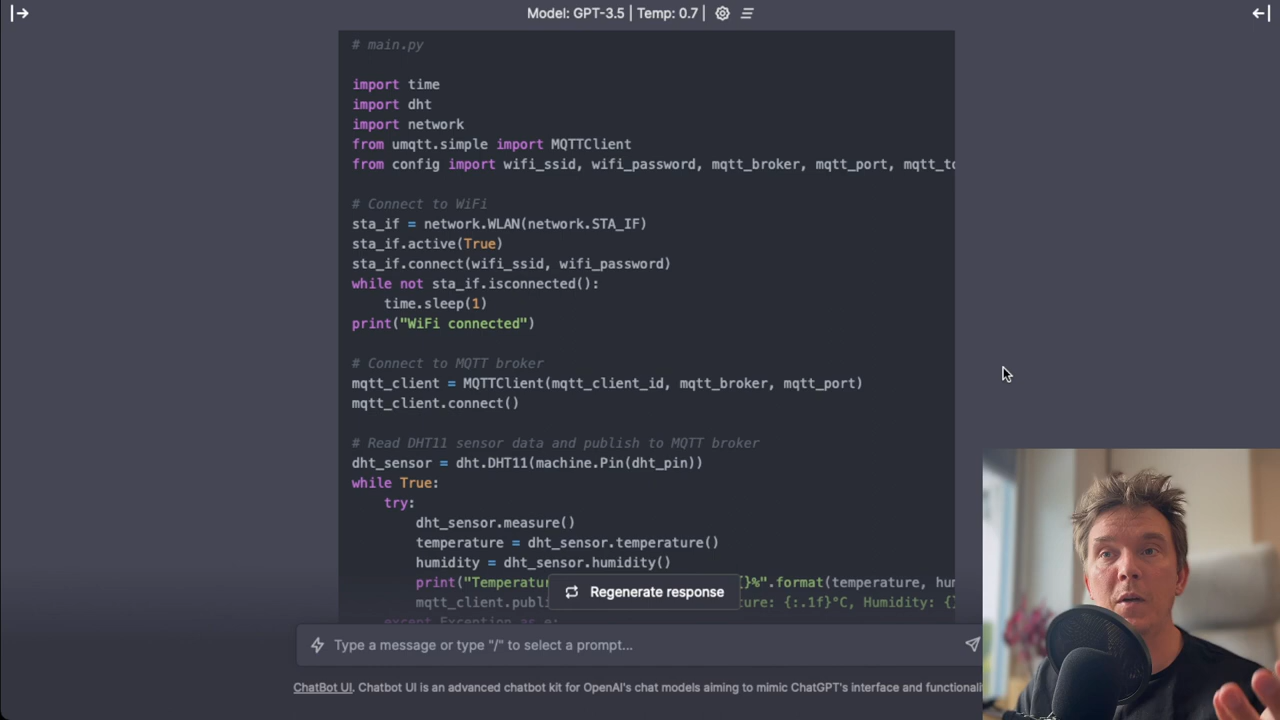 Model: GPT-3.5 | Temp: 0.7 |
# main.py
import time
import dht
import network
from umqtt.simple import MQTTClient
from config import wifi_ssid, wifi_password, mqtt_broker, mqtt_port, mqtt_to
# Connect to WiFi
sta_if = network.WLAN(network.STA_IF)
sta_if.active(True)
sta_if.connect(wifi_ssid, wifi_password)
while not sta_if.isconnected():
    time.sleep(1)
print("WiFi connected")
# Connect to MQTT broker
mqtt_client = MQTTClient(mqtt_client_id, mqtt_broker, mqtt_port)
mqtt_client.connect()
# Read DHT11 sensor data and publish to MQTT broker
dht_sensor = dht.DHT11(machine.Pin(dht_pin))
while True:
    try:
        dht_sensor.measure()
        temperature = dht_sensor.temperature()
        humidity = dht_sensor.humidity()
        print("Temperatur {}%".format(temperature, hum
Regenerate response
        mqtt_client.publi ture: {:.1f}°C, Humidity: {
    except Exception as e:
Type a message or type "/" to select a prompt...
ChatBot UI. Chatbot UI is an advanced chatbot kit for OpenAI's chat models aiming to mimic ChatGPT's interface and functionali